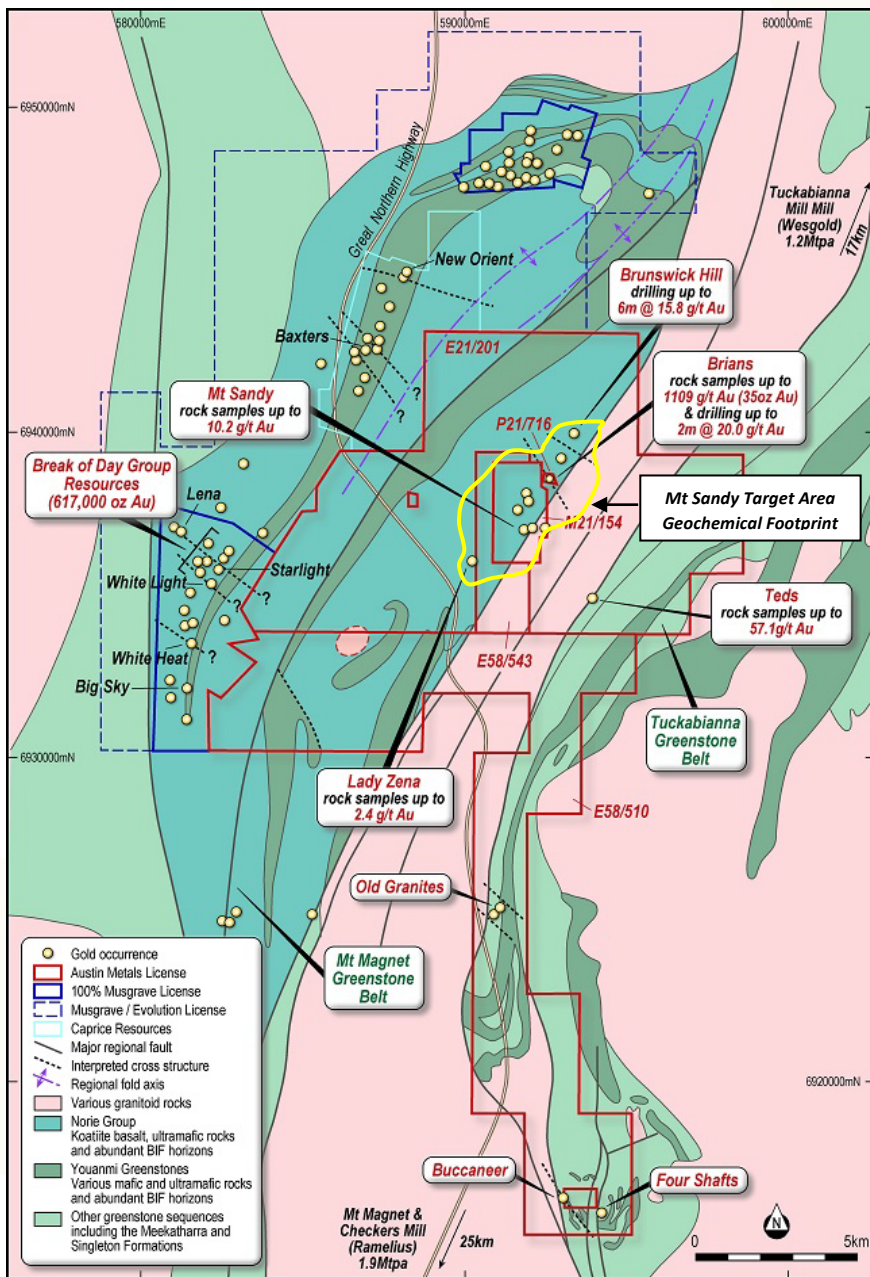 580000mE
590000mE
600000mE
6950000mN
Great Northern Highway
Tuckabianna
Mill Mill
(Wesgold)
1.2Mtpa
17km
New Orient
Brunswick Hill
drilling up to
6m @ 15.8 g/t Au
Baxters
?
?
E21/201
Mt Sandy
rock samples up to
10.2 g/t Au
Brians
rock samples up to
1109 g/t Au (35oz Au)
& drilling up to
2m @ 20.0 g/t Au
P21/716
6940000mN
Break of Day Group
Resources
(617,000 oz Au)
Lena
Mt Sandy Target Area
Geochemical Footprint
M21/154
Starlight
White Light
?
?
Teds
rock samples up to
57.1g/t Au
White Heat
?
E58/543
Big Sky
Tuckabianna
Greenstone
Belt
6930000mN
Lady Zena
rock samples up to
2.4 g/t Au
E58/510
Old Granites
Mt Magnet
Greenstone
Belt
Gold occurrence
Austin Metals License
100% Musgrave License
Musgrave / Evolution License
Caprice Resources
Major regional fault
Interpreted cross structure
Regional fold axis
Various granitoid rocks
Norie Group
Koatiite basalt, ultramafic rocks
and abundant BIF horizons
Youanmi Greenstones
Various mafic and ultramafic rocks
and abundant BIF horizons
Other greenstone sequences
including the Meekatharra and
Singleton Formations
6920000mN
Buccaneer
Four Shafts
Mt Magnet &
Checkers Mill
(Ramelius)
1.9Mtpa
25km
N
0
5km